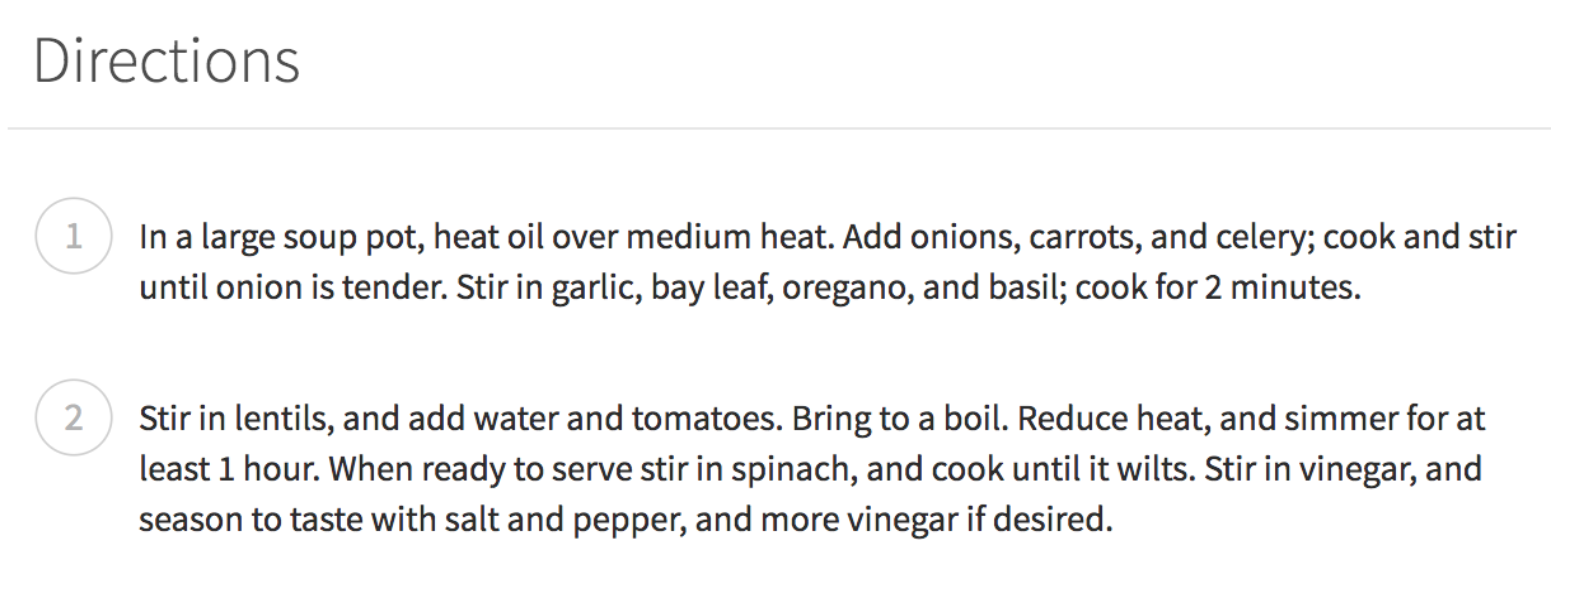 Directions
1
In a large soup pot, heat oil over medium heat. Add onions, carrots, and celery; cook and stir
until onion is tender. Stir in garlic, bay leaf, oregano, and basil; cook for 2 minutes.
2
Stir in lentils, and add water and tomatoes. Bring to a boil. Reduce heat, and simmer for at
least 1 hour. When ready to serve stir in spinach, and cook until it wilts. Stir in vinegar, and
season to taste with salt and pepper, and more vinegar if desired.